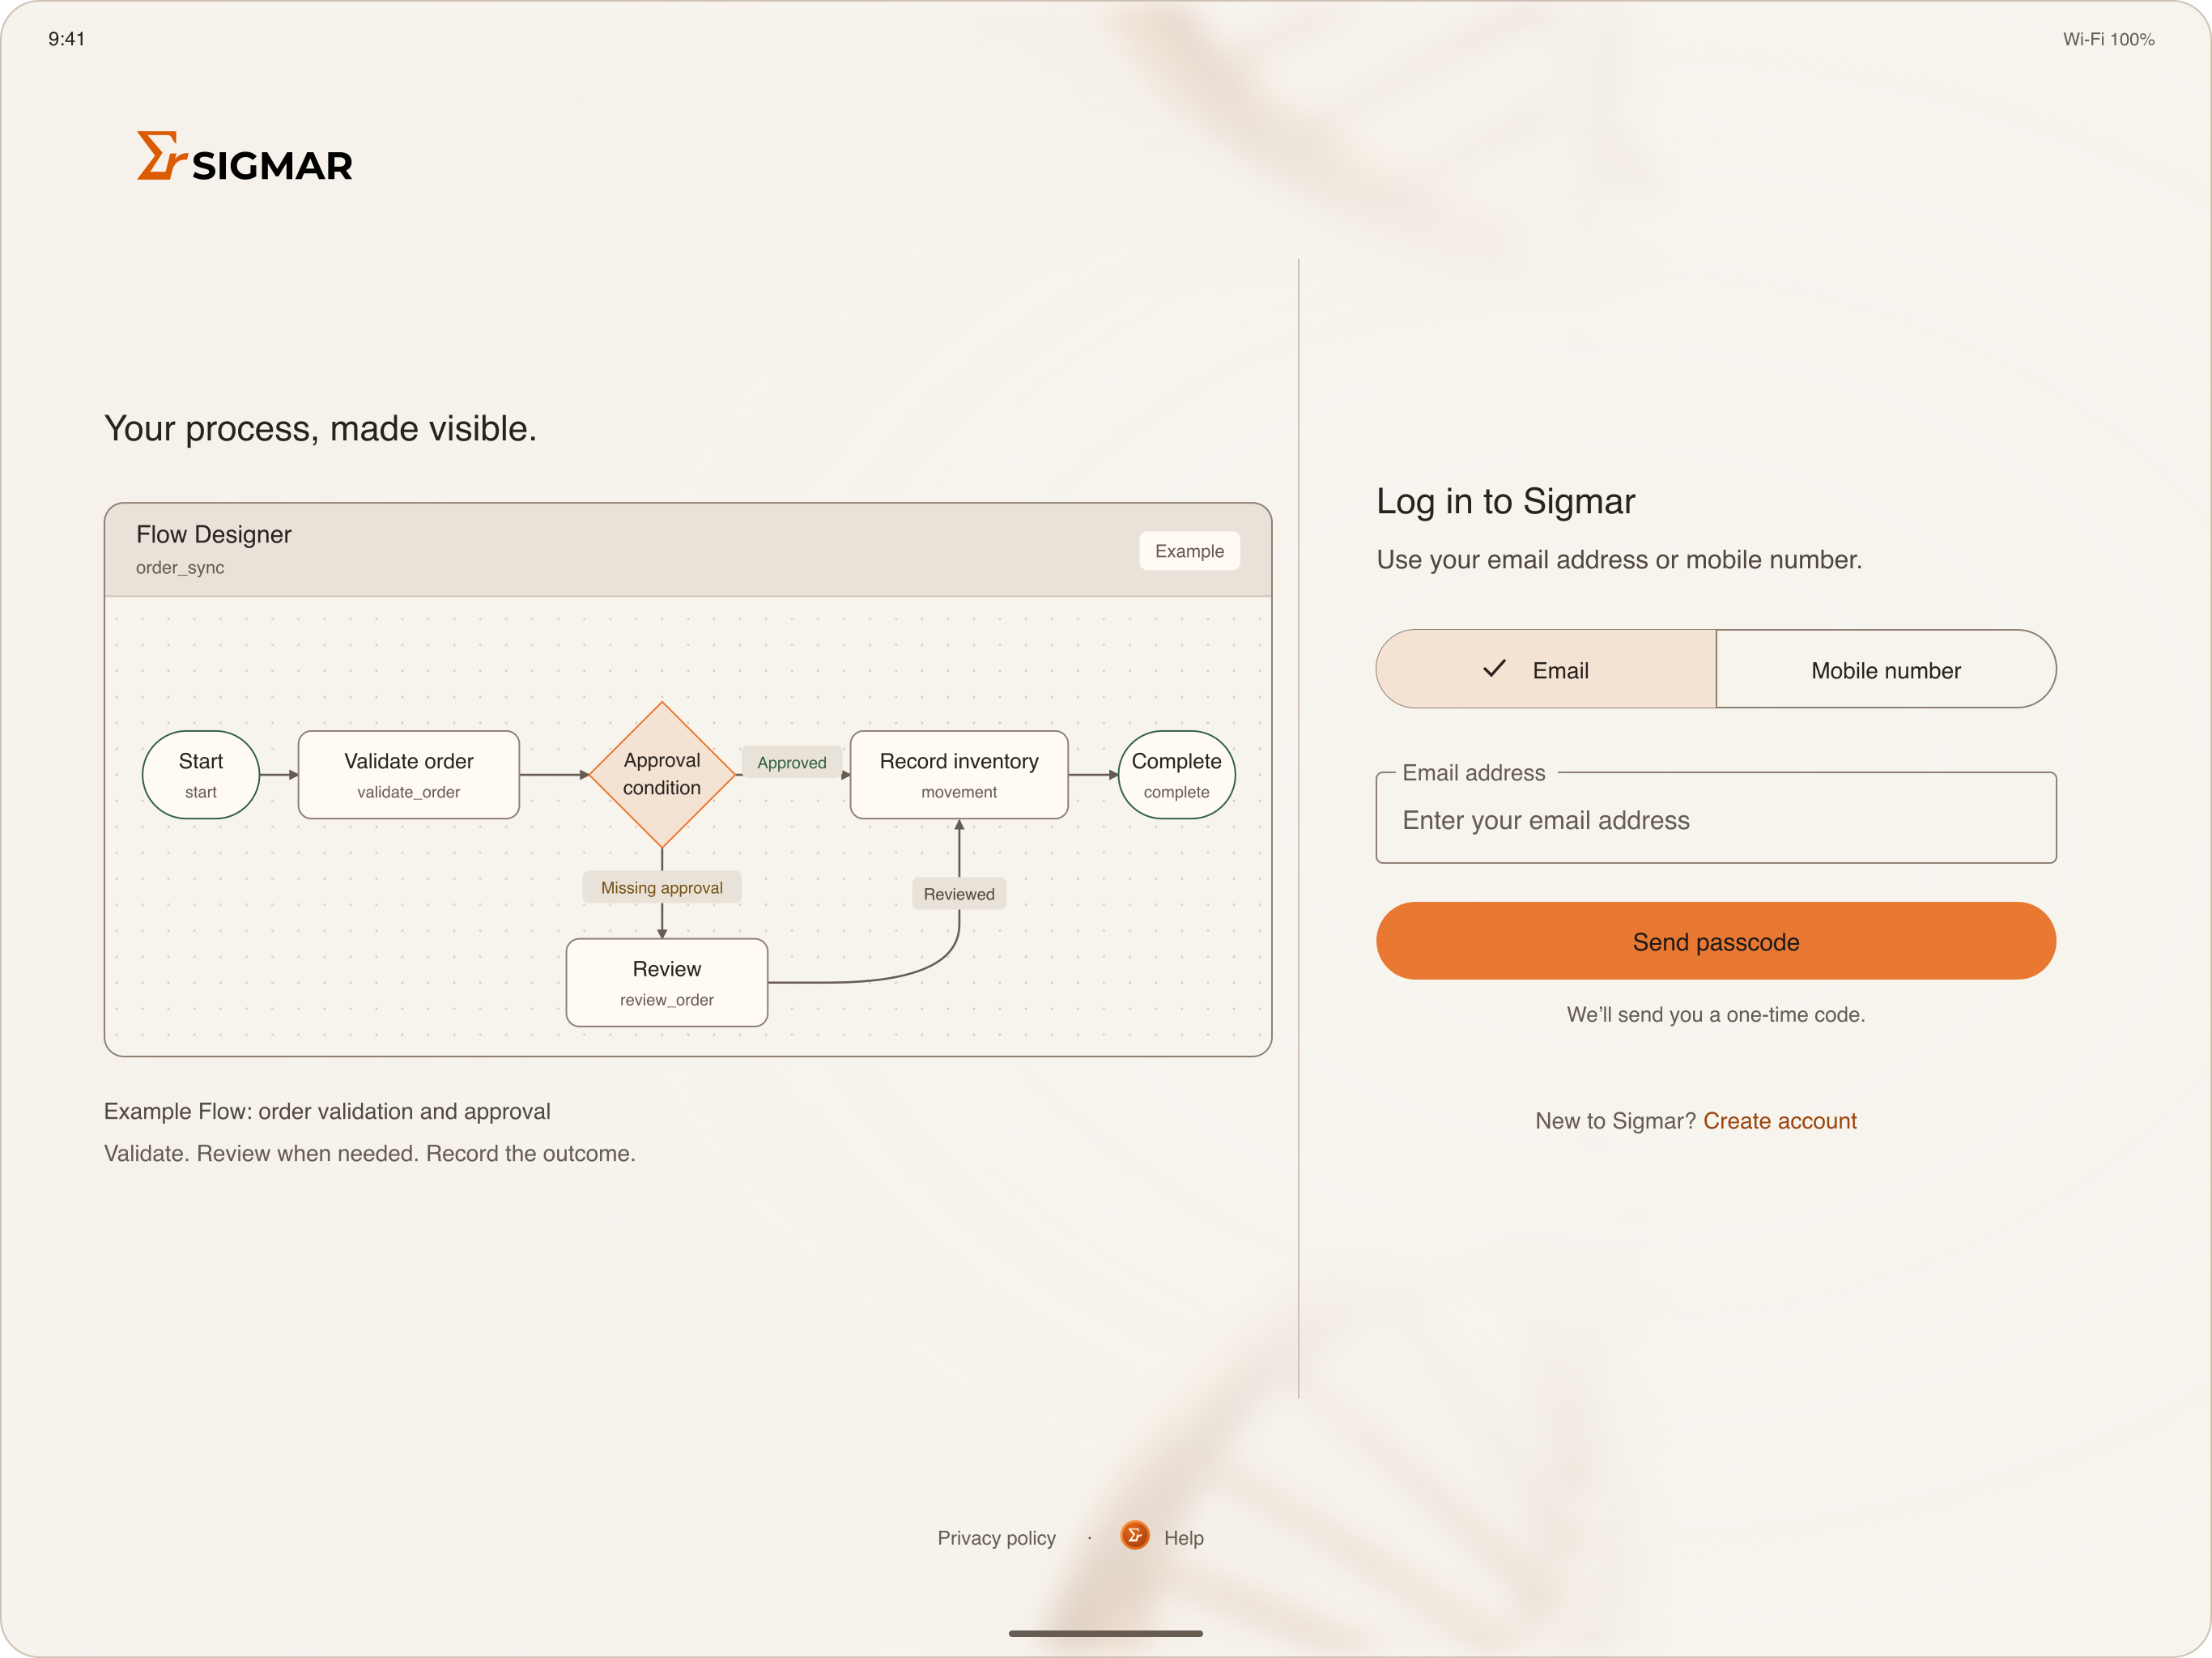 9:41
Wi-Fi 100%
Σr SIGMAR
Your process, made visible.
Flow Designer
order_sync
Example
Start
start
Validate order
validate_order
Approval
condition
Approved
Record inventory
movement
Complete
complete
Missing approval
Reviewed
Review
review_order
Example Flow: order validation and approval
Validate. Review when needed. Record the outcome.
Log in to Sigmar
Use your email address or mobile number.
Email
Mobile number
Email address
Enter your email address
Send passcode
We’ll send you a one-time code.
New to Sigmar? Create account
Privacy policy · Σr Help